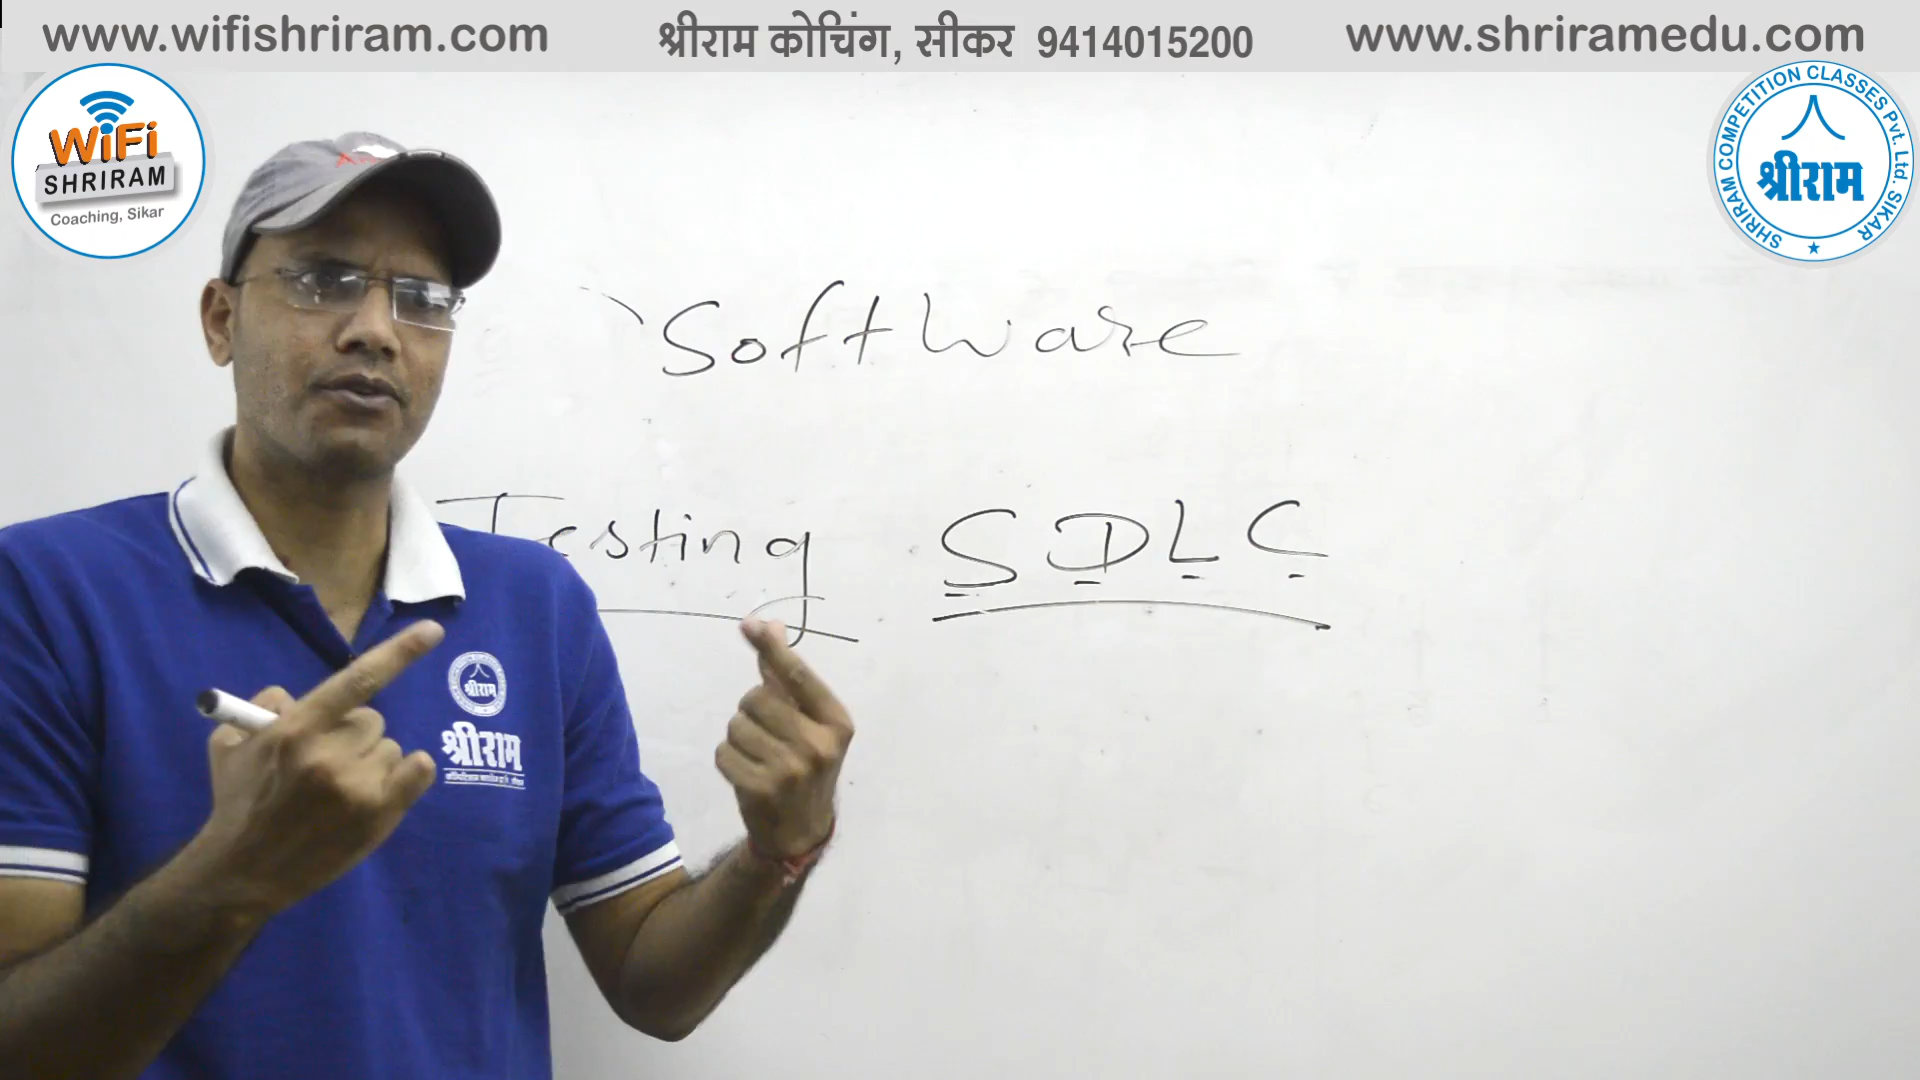 www.wifishriram.com श्रीराम कोचिंग, सीकर 9414015200 www.shriramedu.com
WiFi
SHRIRAM
Coaching, Sikar
SHRIRAM COMPETITION CLASSES Pvt. Ltd. SIKAR
श्रीराम
Software
Testing SDLC
श्रीराम
श्रीराम